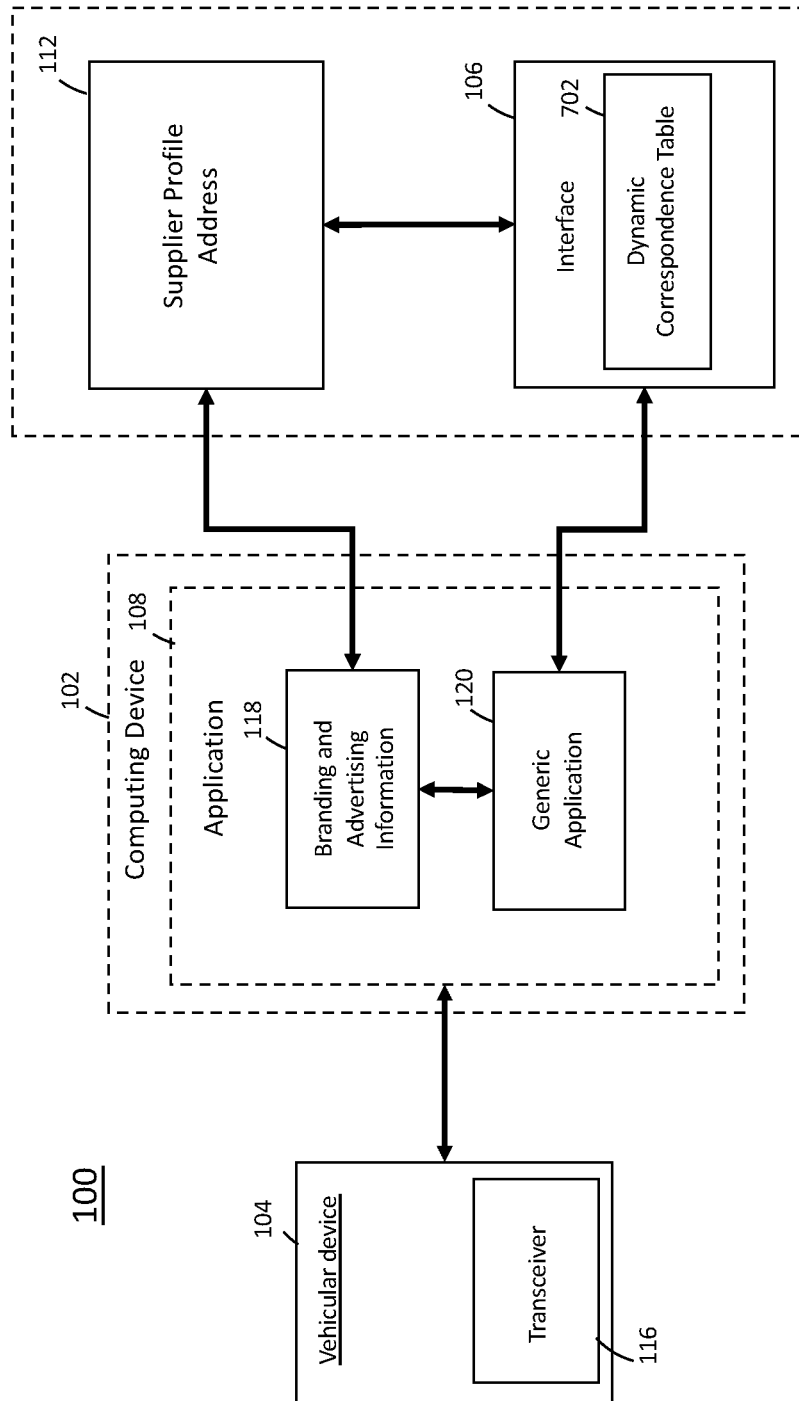 100
104
Vehicular device
Transceiver
116
102
Computing Device
108
Application
118
Branding and
Advertising
Information
120
Generic
Application
112
Supplier Profile
Address
106
Interface
702
Dynamic
Correspondence Table